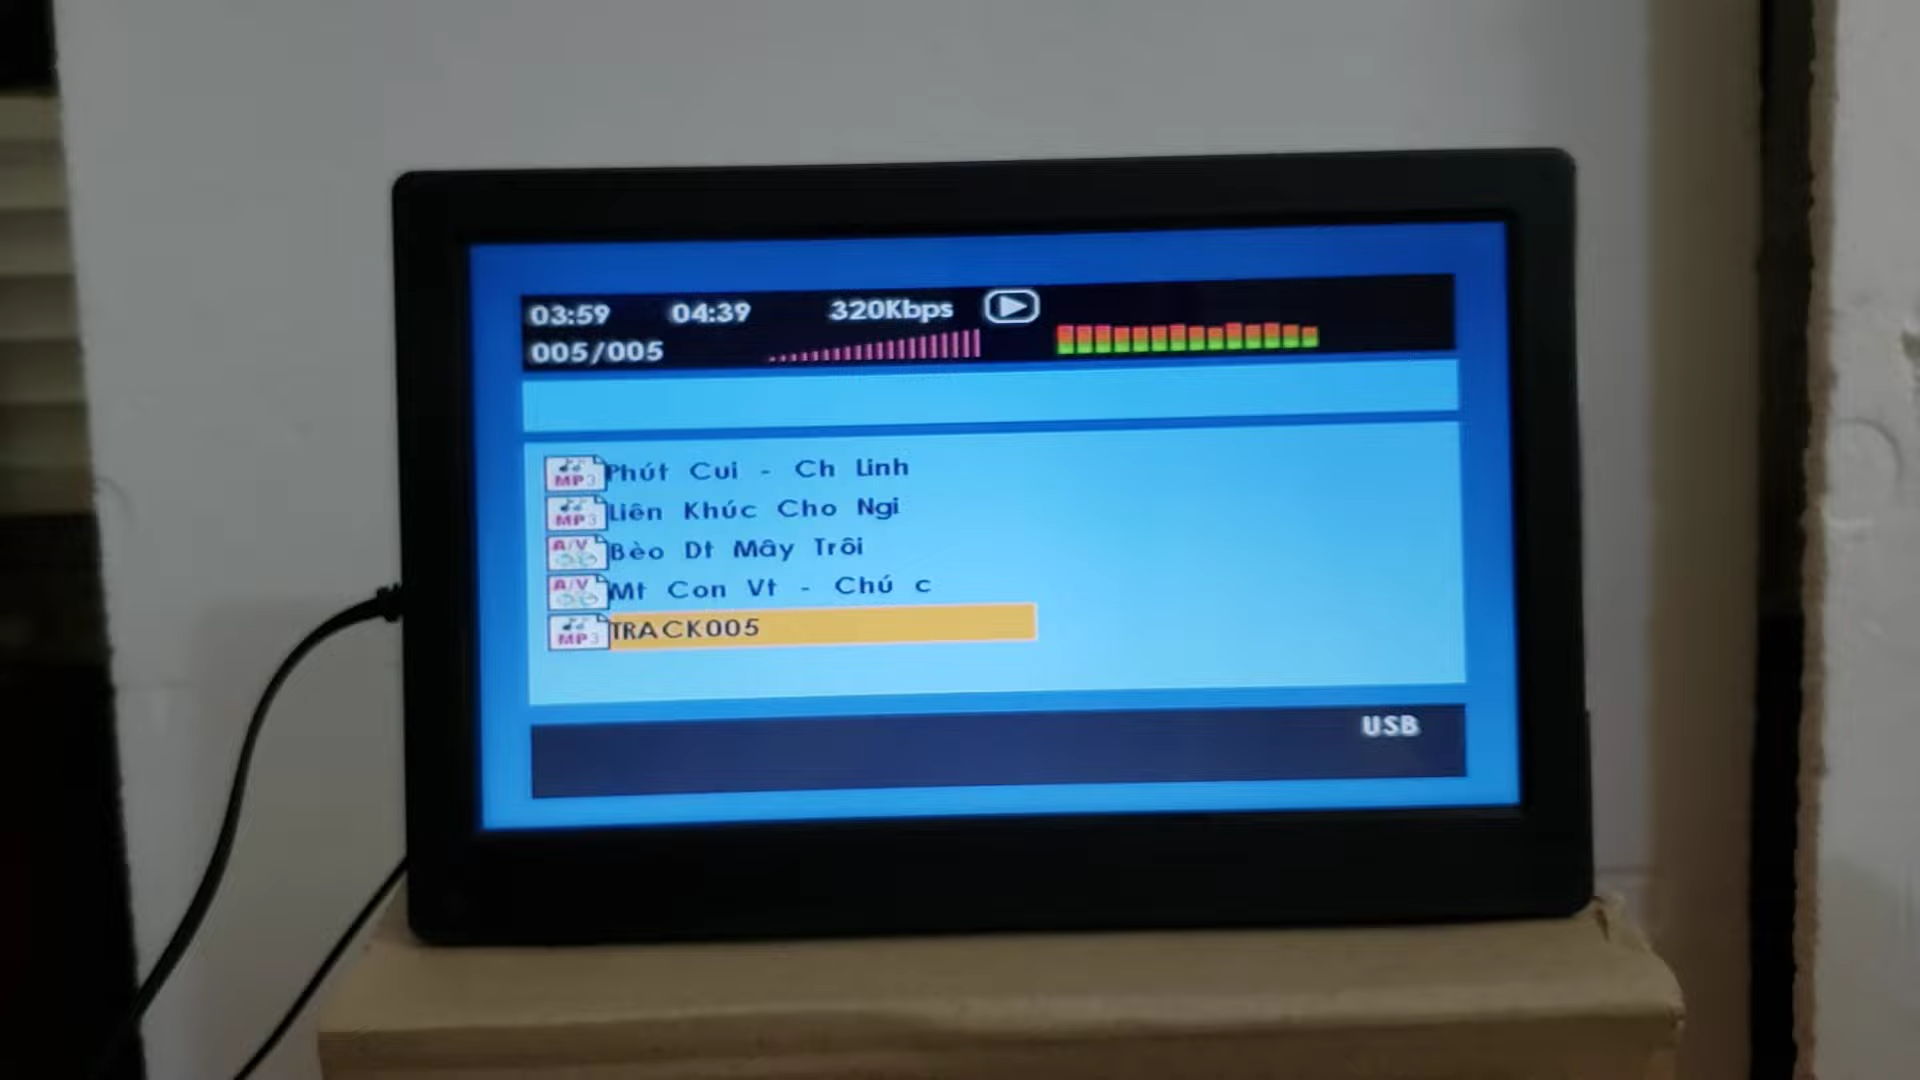 03:59 04:39 320Kbps
005/005
MP3 Phút Cui - Ch Linh
MP3 Liên Khúc Cho Ngi
A/V Bèo Dt Mây Trôi
A/V Mt Con Vt - Chú c
MP3 TRACK005
USB